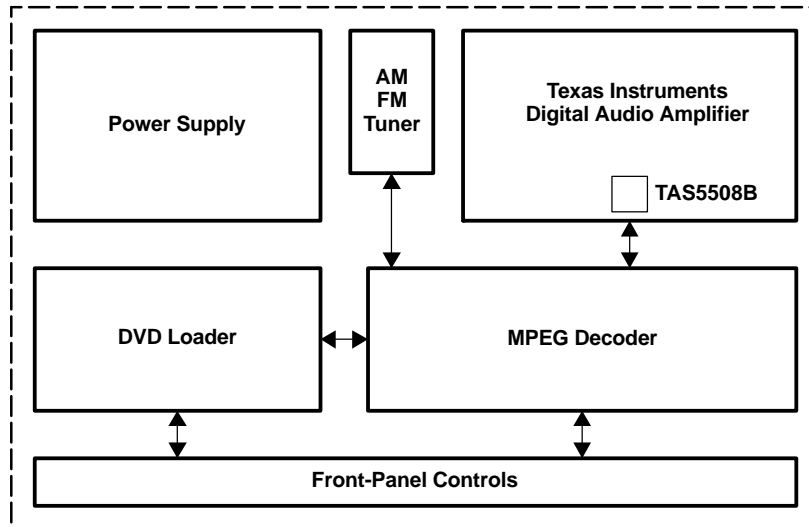 Power Supply
AM
FM
Tuner
Texas Instruments
Digital Audio Amplifier
TAS5508B
DVD Loader
MPEG Decoder
Front-Panel Controls